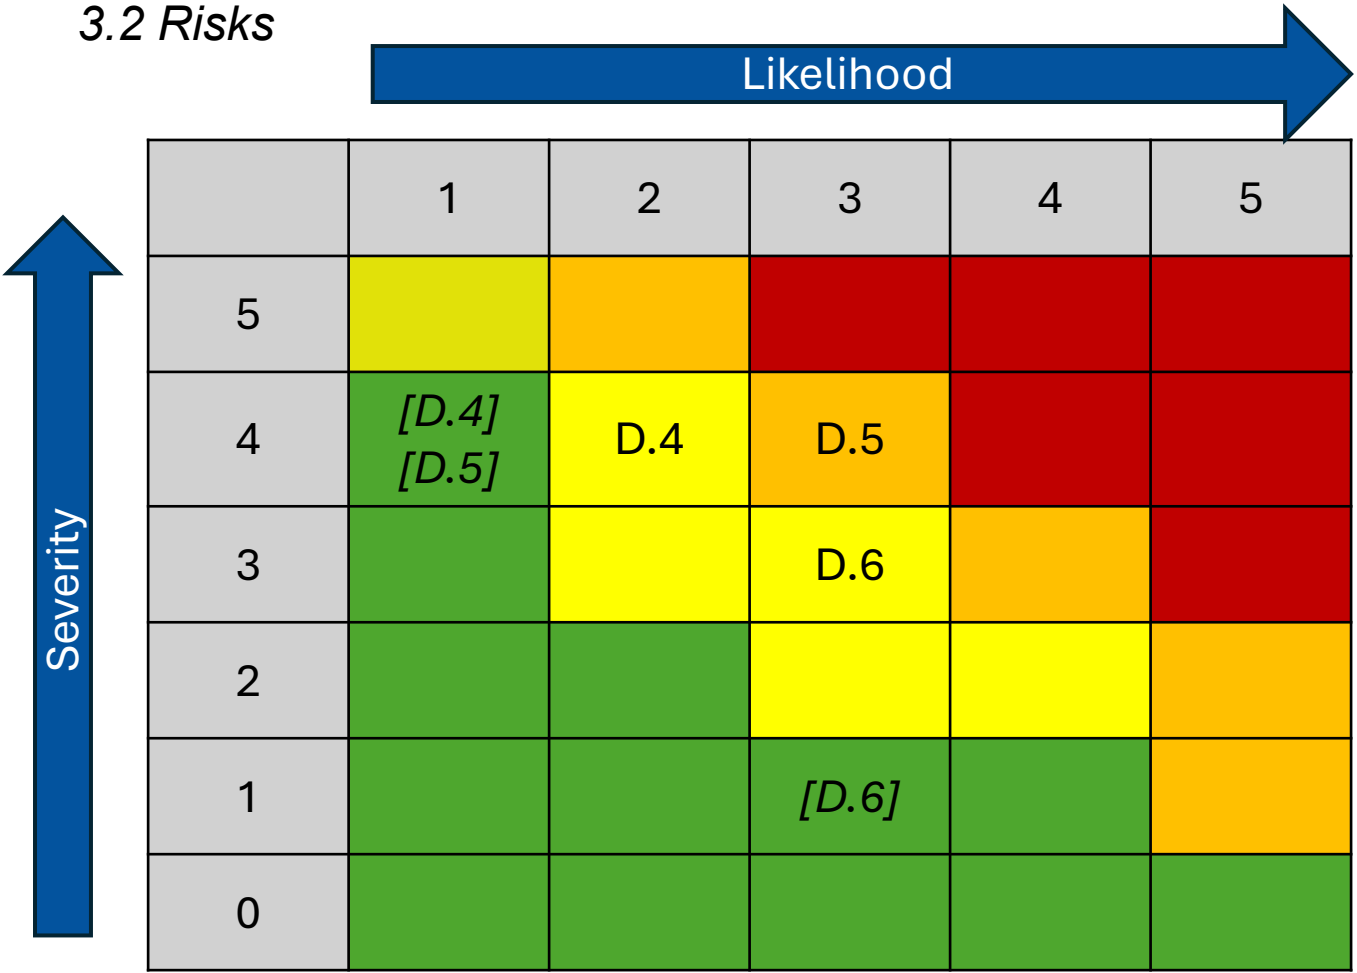 3.2 Risks
Likelihood
1 2 3 4 5
Severity
5
4 [D.4] D.4 D.5
[D.5]
3 D.6
2
1 [D.6]
0